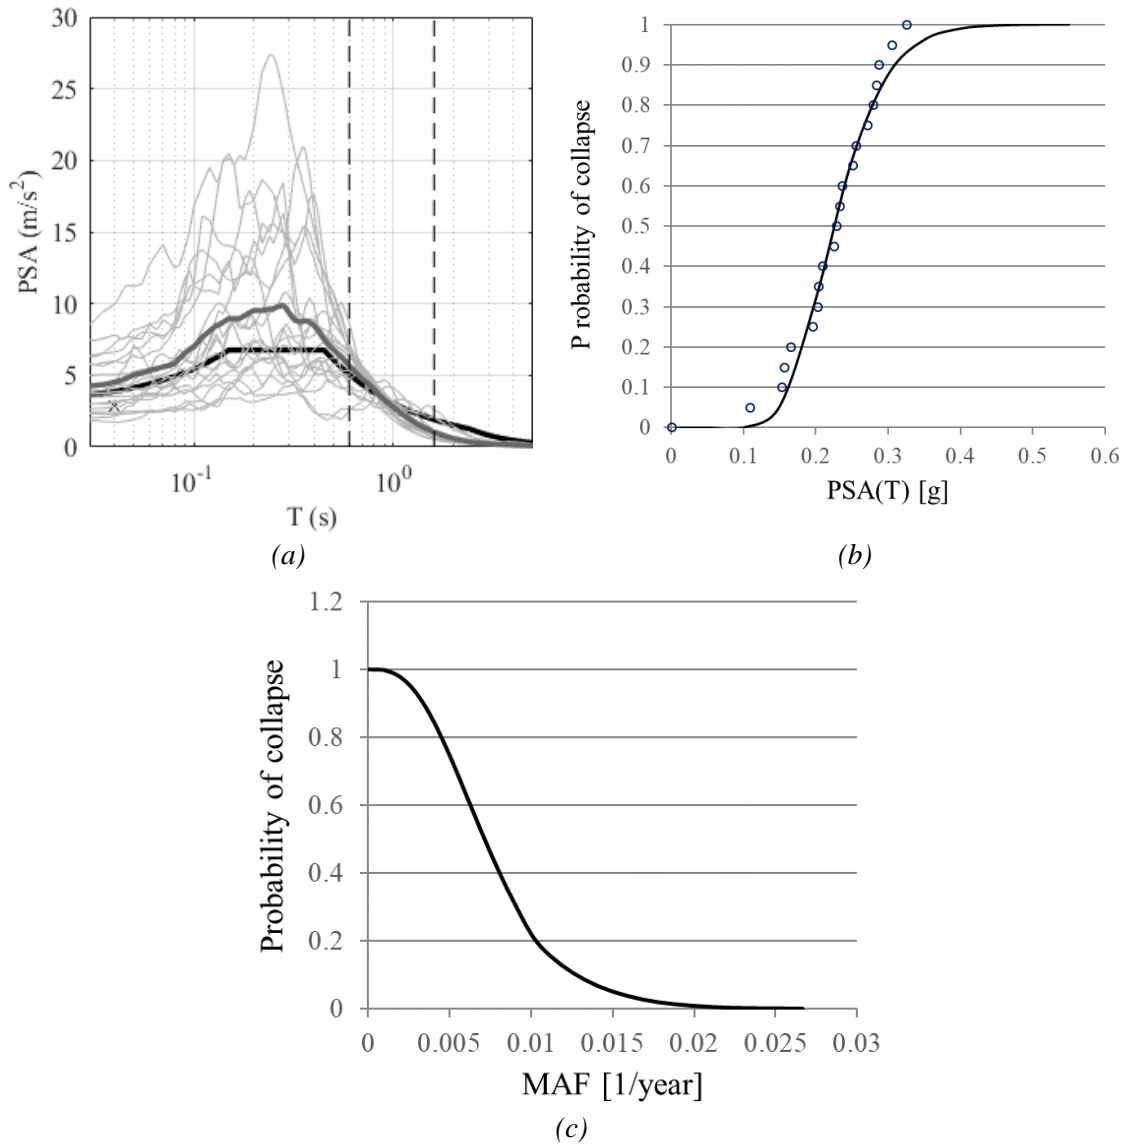 30
25
20
15
10
5
0
PSA (m/s²)
10⁻¹
10⁰
T (s)
(a)
1
0.9
0.8
0.7
0.6
0.5
0.4
0.3
0.2
0.1
0
P robability of collapse
0 0.1 0.2 0.3 0.4 0.5 0.6
PSA(T) [g]
(b)
1.2
1
0.8
0.6
0.4
0.2
0
Probability of collapse
0 0.005 0.01 0.015 0.02 0.025 0.03
MAF [1/year]
(c)